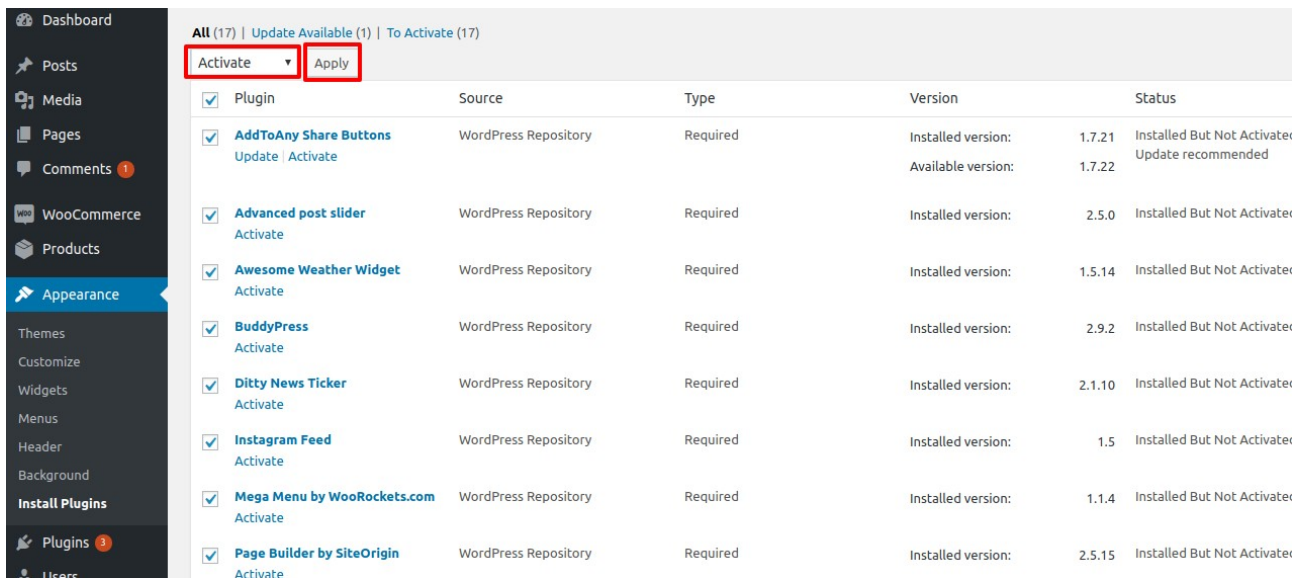 Dashboard
Posts
Media
Pages
Comments 1
WooCommerce
Products
Appearance
Themes
Customize
Widgets
Menus
Header
Background
Install Plugins
Plugins 3
Users
All (17) | Update Available (1) | To Activate (17)
Activate Apply
Plugin Source Type Version Status
AddToAny Share Buttons WordPress Repository Required Installed version: 1.7.21 Installed But Not Activated
Update | Activate Available version: 1.7.22 Update recommended
Advanced post slider WordPress Repository Required Installed version: 2.5.0 Installed But Not Activated
Activate
Awesome Weather Widget WordPress Repository Required Installed version: 1.5.14 Installed But Not Activated
Activate
BuddyPress WordPress Repository Required Installed version: 2.9.2 Installed But Not Activated
Activate
Ditty News Ticker WordPress Repository Required Installed version: 2.1.10 Installed But Not Activated
Activate
Instagram Feed WordPress Repository Required Installed version: 1.5 Installed But Not Activated
Activate
Mega Menu by WooRockets.com WordPress Repository Required Installed version: 1.1.4 Installed But Not Activated
Activate
Page Builder by SiteOrigin WordPress Repository Required Installed version: 2.5.15 Installed But Not Activated
Activate